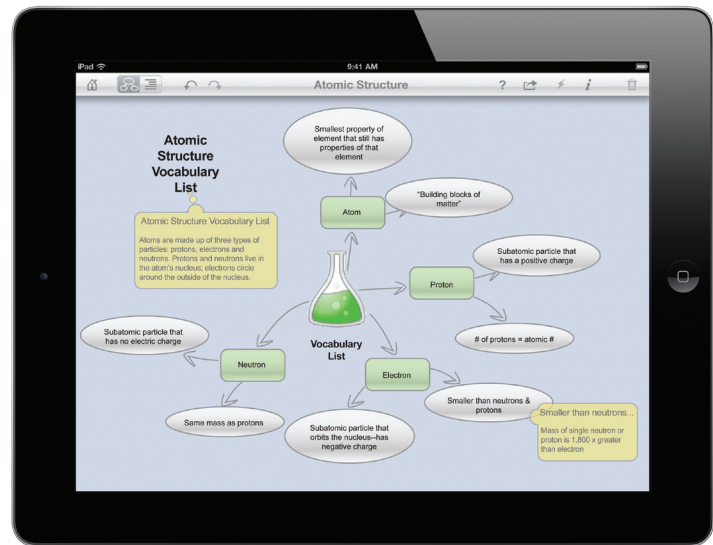 iPad
9:41 AM
Atomic Structure
?
i
Atomic
Structure
Vocabulary
List
Atomic Structure Vocabulary List
Atoms are made up of three types of
particles: protons, electrons and
neutrons. Protons and neutrons live in
the atom's nucleus; electrons circle
around the outside of the nucleus.
Smallest property of
element that still has
properties of that
element
Atom
"Building blocks of
matter"
Subatomic particle that
has a positive charge
Proton
# of protons = atomic #
Vocabulary
List
Subatomic particle that
has no electric charge
Neutron
Same mass as protons
Electron
Smaller than neutrons &
protons
Subatomic particle that
orbits the nucleus--has
negative charge
Smaller than neutrons...
Mass of single neutron or
proton is 1,800 x greater
than electron